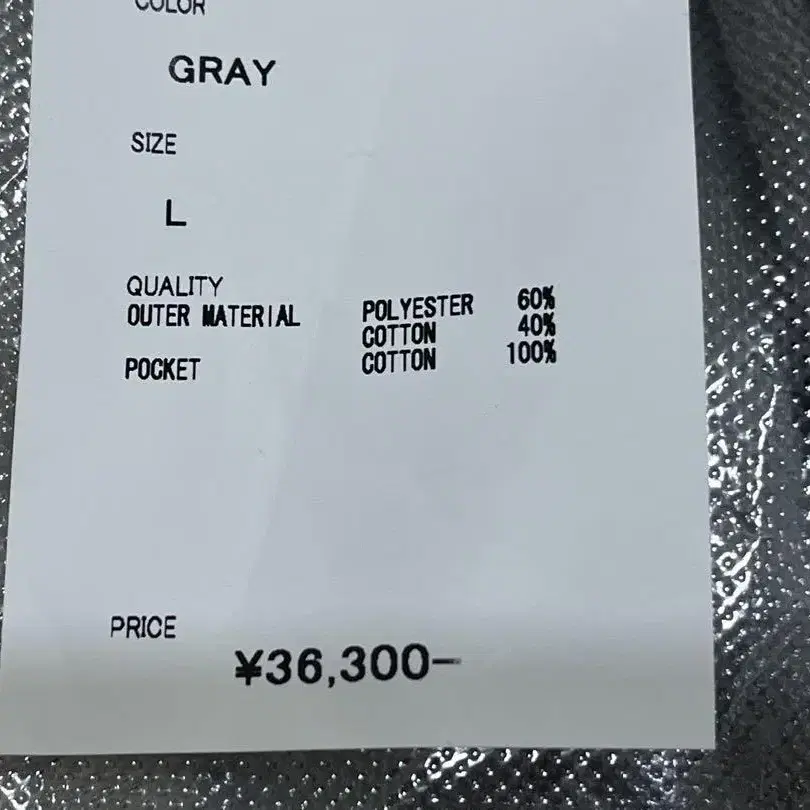 COLOR
GRAY
SIZE
L
QUALITY
OUTER MATERIAL POLYESTER 60%
COTTON 40%
POCKET COTTON 100%
PRICE
¥36,300−